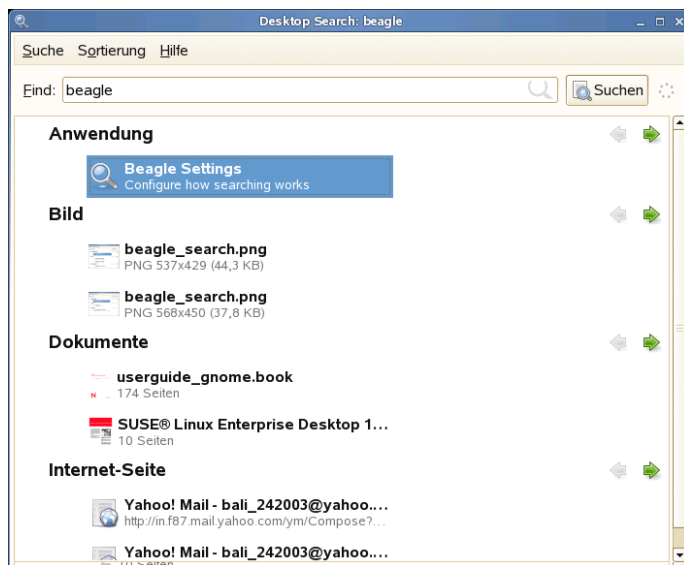 Desktop Search: beagle
Suche Sortierung Hilfe
Find: beagle Suchen
Anwendung
Beagle Settings
Configure how searching works
Bild
beagle_search.png
PNG 537x429 (44,3 KB)
beagle_search.png
PNG 568x450 (37,8 KB)
Dokumente
userguide_gnome.book
174 Seiten
SUSE® Linux Enterprise Desktop 1...
10 Seiten
Internet-Seite
Yahoo! Mail - bali_242003@yahoo....
http://in.f87.mail.yahoo.com/ym/Compose?...
Yahoo! Mail - bali_242003@yahoo....
10 Seiten